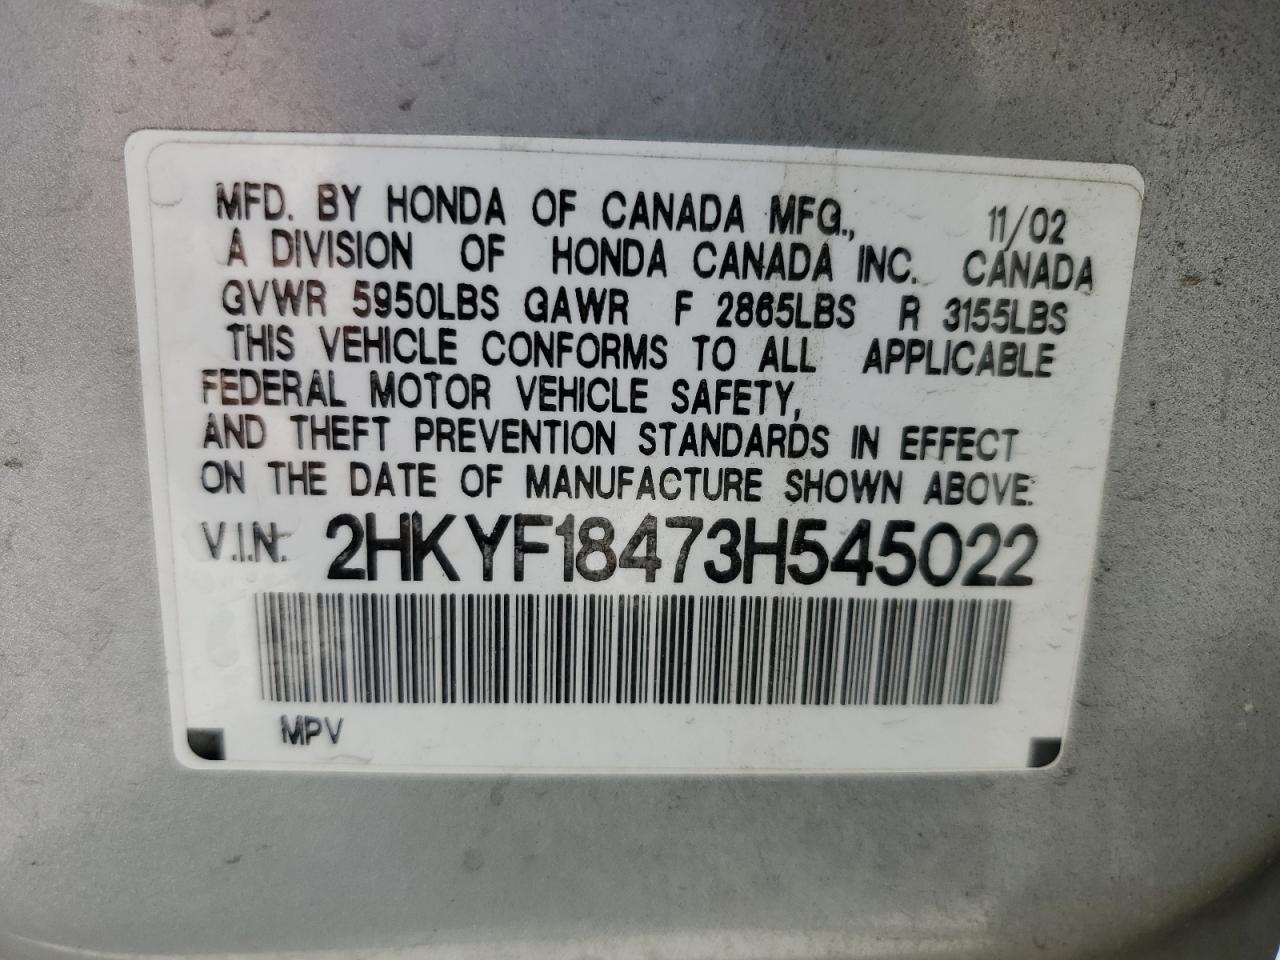 MFD. BY HONDA OF CANADA MFG., 11/02
A DIVISION OF HONDA CANADA INC. CANADA
GVWR 5950LBS GAWR F 2865LBS R 3155LBS
THIS VEHICLE CONFORMS TO ALL APPLICABLE
FEDERAL MOTOR VEHICLE SAFETY,
AND THEFT PREVENTION STANDARDS IN EFFECT
ON THE DATE OF MANUFACTURE SHOWN ABOVE.
V.I.N: 2HKYF18473H545022
MPV